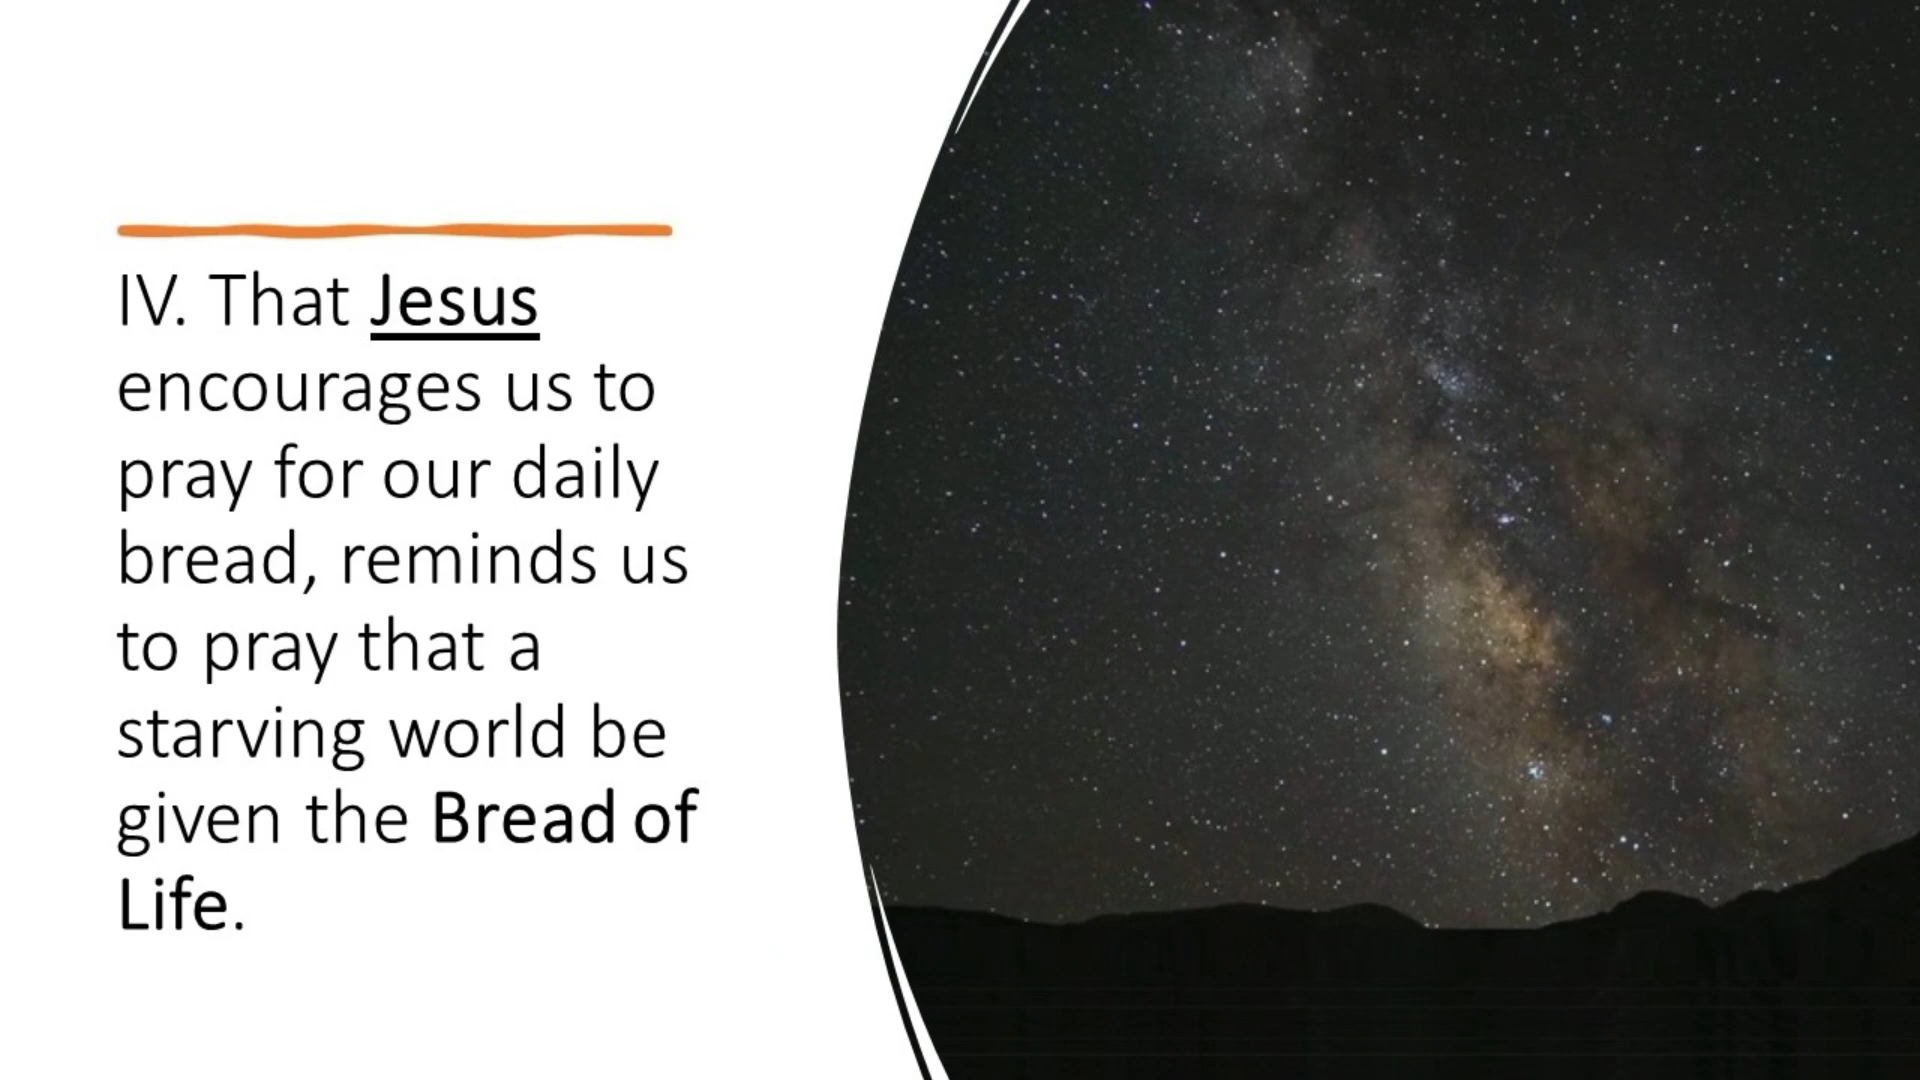 IV. That Jesus
encourages us to
pray for our daily
bread, reminds us
to pray that a
starving world be
given the Bread of
Life.